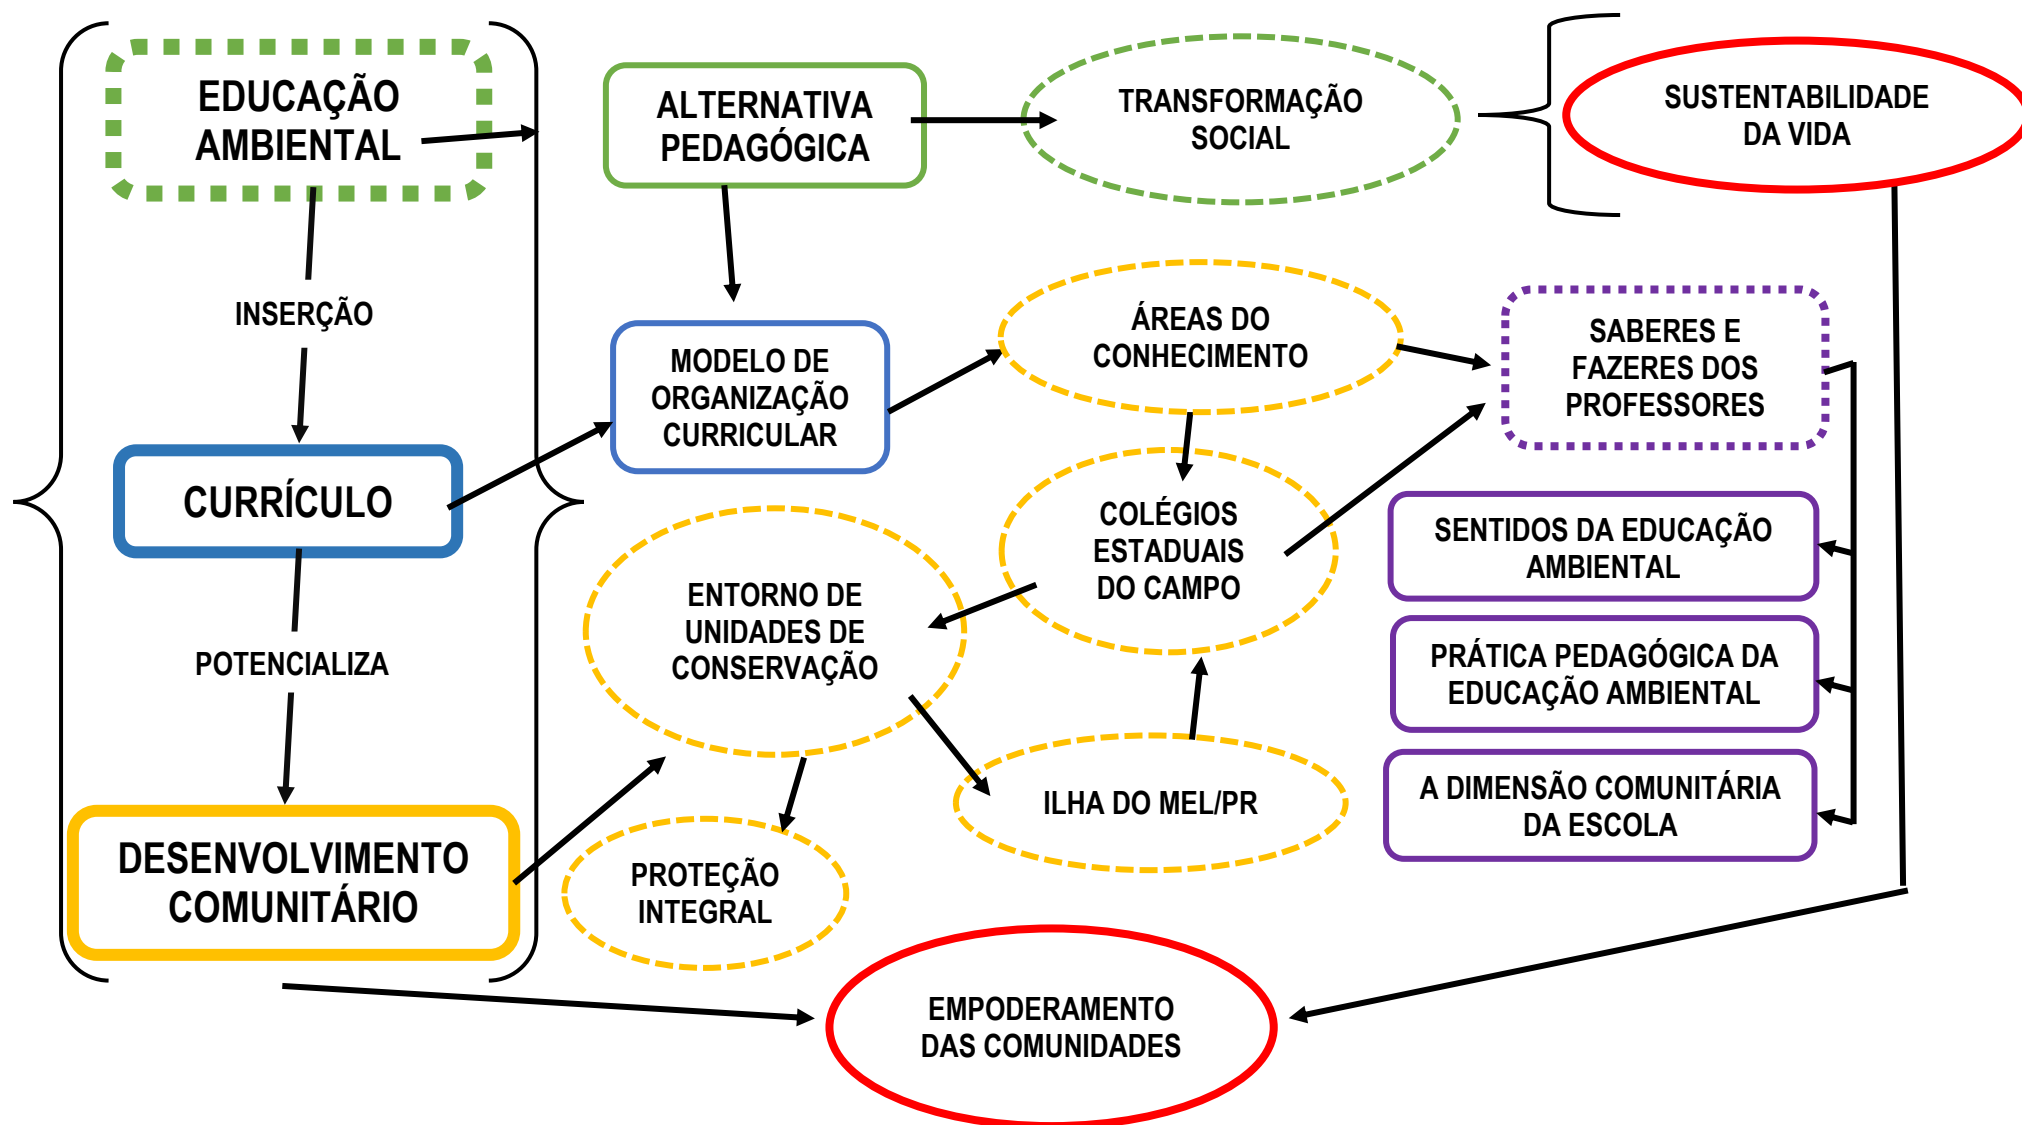 EDUCAÇÃO
AMBIENTAL
ALTERNATIVA
PEDAGÓGICA
TRANSFORMAÇÃO
SOCIAL
SUSTENTABILIDADE
DA VIDA
INSERÇÃO
MODELO DE
ORGANIZAÇÃO
CURRICULAR
ÁREAS DO
CONHECIMENTO
SABERES E
FAZERES DOS
PROFESSORES
CURRÍCULO
COLÉGIOS
ESTADUAIS
DO CAMPO
SENTIDOS DA EDUCAÇÃO
AMBIENTAL
POTENCIALIZA
ENTORNO DE
UNIDADES DE
CONSERVAÇÃO
PRÁTICA PEDAGÓGICA DA
EDUCAÇÃO AMBIENTAL
ILHA DO MEL/PR
A DIMENSÃO COMUNITÁRIA
DA ESCOLA
DESENVOLVIMENTO
COMUNITÁRIO
PROTEÇÃO
INTEGRAL
EMPODERAMENTO
DAS COMUNIDADES